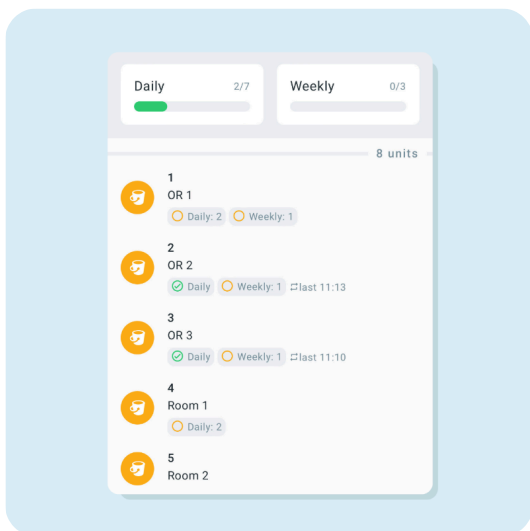 Daily 2/7
Weekly 0/3
8 units
1
OR 1
Daily: 2 Weekly: 1
2
OR 2
Daily Weekly: 1 last 11:13
3
OR 3
Daily Weekly: 1 last 11:10
4
Room 1
Daily: 2
5
Room 2